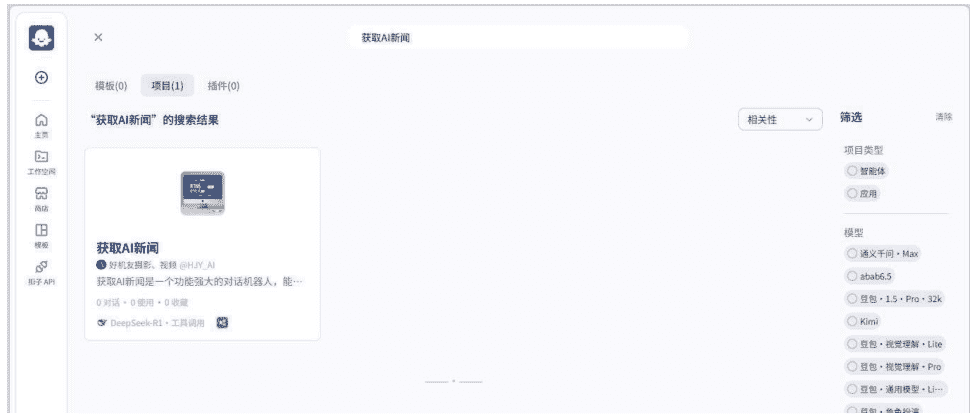 获取AI新闻
模板(0) 项目(1) 插件(0)
“获取AI新闻”的搜索结果
相关性
主页
工作空间
商店
模板
扣子 API
获取AI新闻
好机友摄影、视频 @HJY_AI
获取AI新闻是一个功能强大的对话机器人，能…
0 对话 • 0 使用 • 0 收藏
DeepSeek-R1 • 工具调用
筛选 清除
项目类型
智能体
应用
模型
通义千问 • Max
abab6.5
豆包 • 1.5 • Pro • 32k
Kimi
豆包 • 视觉理解 • Lite
豆包 • 视觉理解 • Pro
豆包 • 通用模型 • Li…